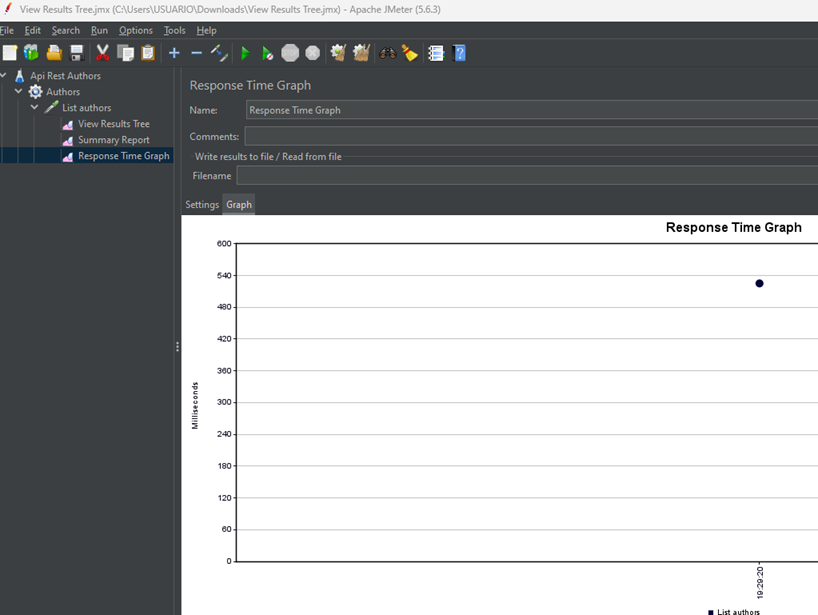 View Results Tree.jmx (C:\Users\USUARIO\Downloads\View Results Tree.jmx) - Apache JMeter (5.6.3)
File Edit Search Run Options Tools Help
Api Rest Authors
Authors
List authors
View Results Tree
Summary Report
Response Time Graph
Response Time Graph
Name: Response Time Graph
Comments:
Write results to file / Read from file
Filename
Settings Graph
Response Time Graph
600
540
480
420
360
300
240
180
120
60
0
Milliseconds
19:29:20
List authors